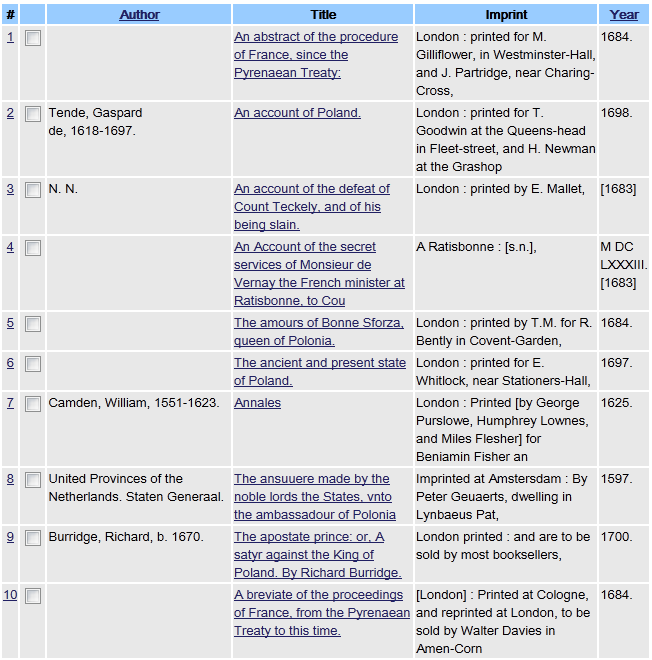 # Author Title Imprint Year
1 An abstract of the procedure London : printed for M. 1684.
of France, since the Gilliflower, in Westminster-Hall,
Pyrenaean Treaty: and J. Partridge, near Charing-
Cross,
2 Tende, Gaspard An account of Poland. London : printed for T. 1698.
de, 1618-1697. Goodwin at the Queens-head
in Fleet-street, and H. Newman
at the Grashop
3 N. N. An account of the defeat of London : printed by E. Mallet, [1683]
Count Teckely, and of his
being slain.
4 An Account of the secret A Ratisbonne : [s.n.], M DC
services of Monsieur de LXXXIII.
Vernay the French minister at [1683]
Ratisbonne, to Cou
5 The amours of Bonne Sforza, London : printed by T.M. for R. 1684.
queen of Polonia. Bently in Covent-Garden,
6 The ancient and present state London : printed for E. 1697.
of Poland. Whitlock, near Stationers-Hall,
7 Camden, William, 1551-1623. Annales London : Printed [by George 1625.
Purslowe, Humphrey Lownes,
and Miles Flesher] for
Beniamin Fisher an
8 United Provinces of the The ansuuere made by the Imprinted at Amstersdam : By 1597.
Netherlands. Staten Generaal. noble lords the States, vnto Peter Geuaerts, dwelling in
the ambassadour of Polonia Lynbaeus Pat,
9 Burridge, Richard, b. 1670. The apostate prince: or, A London printed : and are to be 1700.
satyr against the King of sold by most booksellers,
Poland. By Richard Burridge.
10 A breviate of the proceedings [London] : Printed at Cologne, 1684.
of France, from the Pyrenaean and reprinted at London, to be
Treaty to this time. sold by Walter Davies in
Amen-Corn